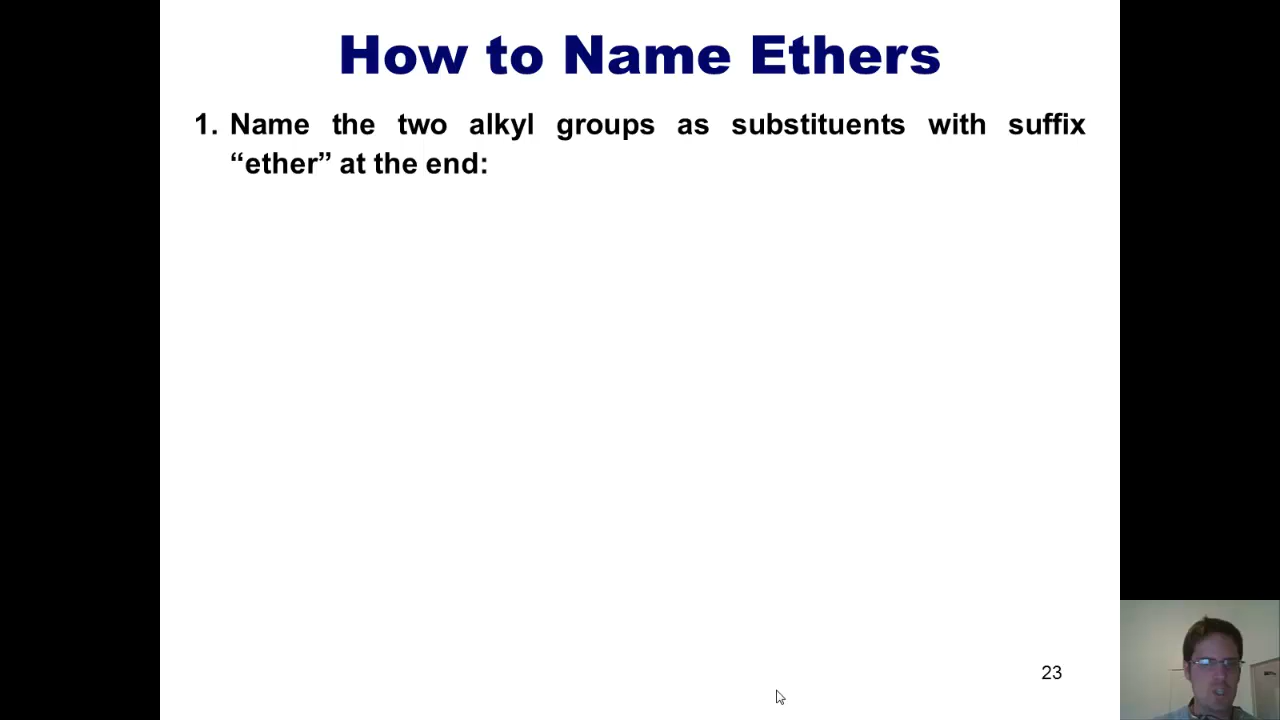 How to Name Ethers
1. Name the two alkyl groups as substituents with suffix
“ether” at the end:
23